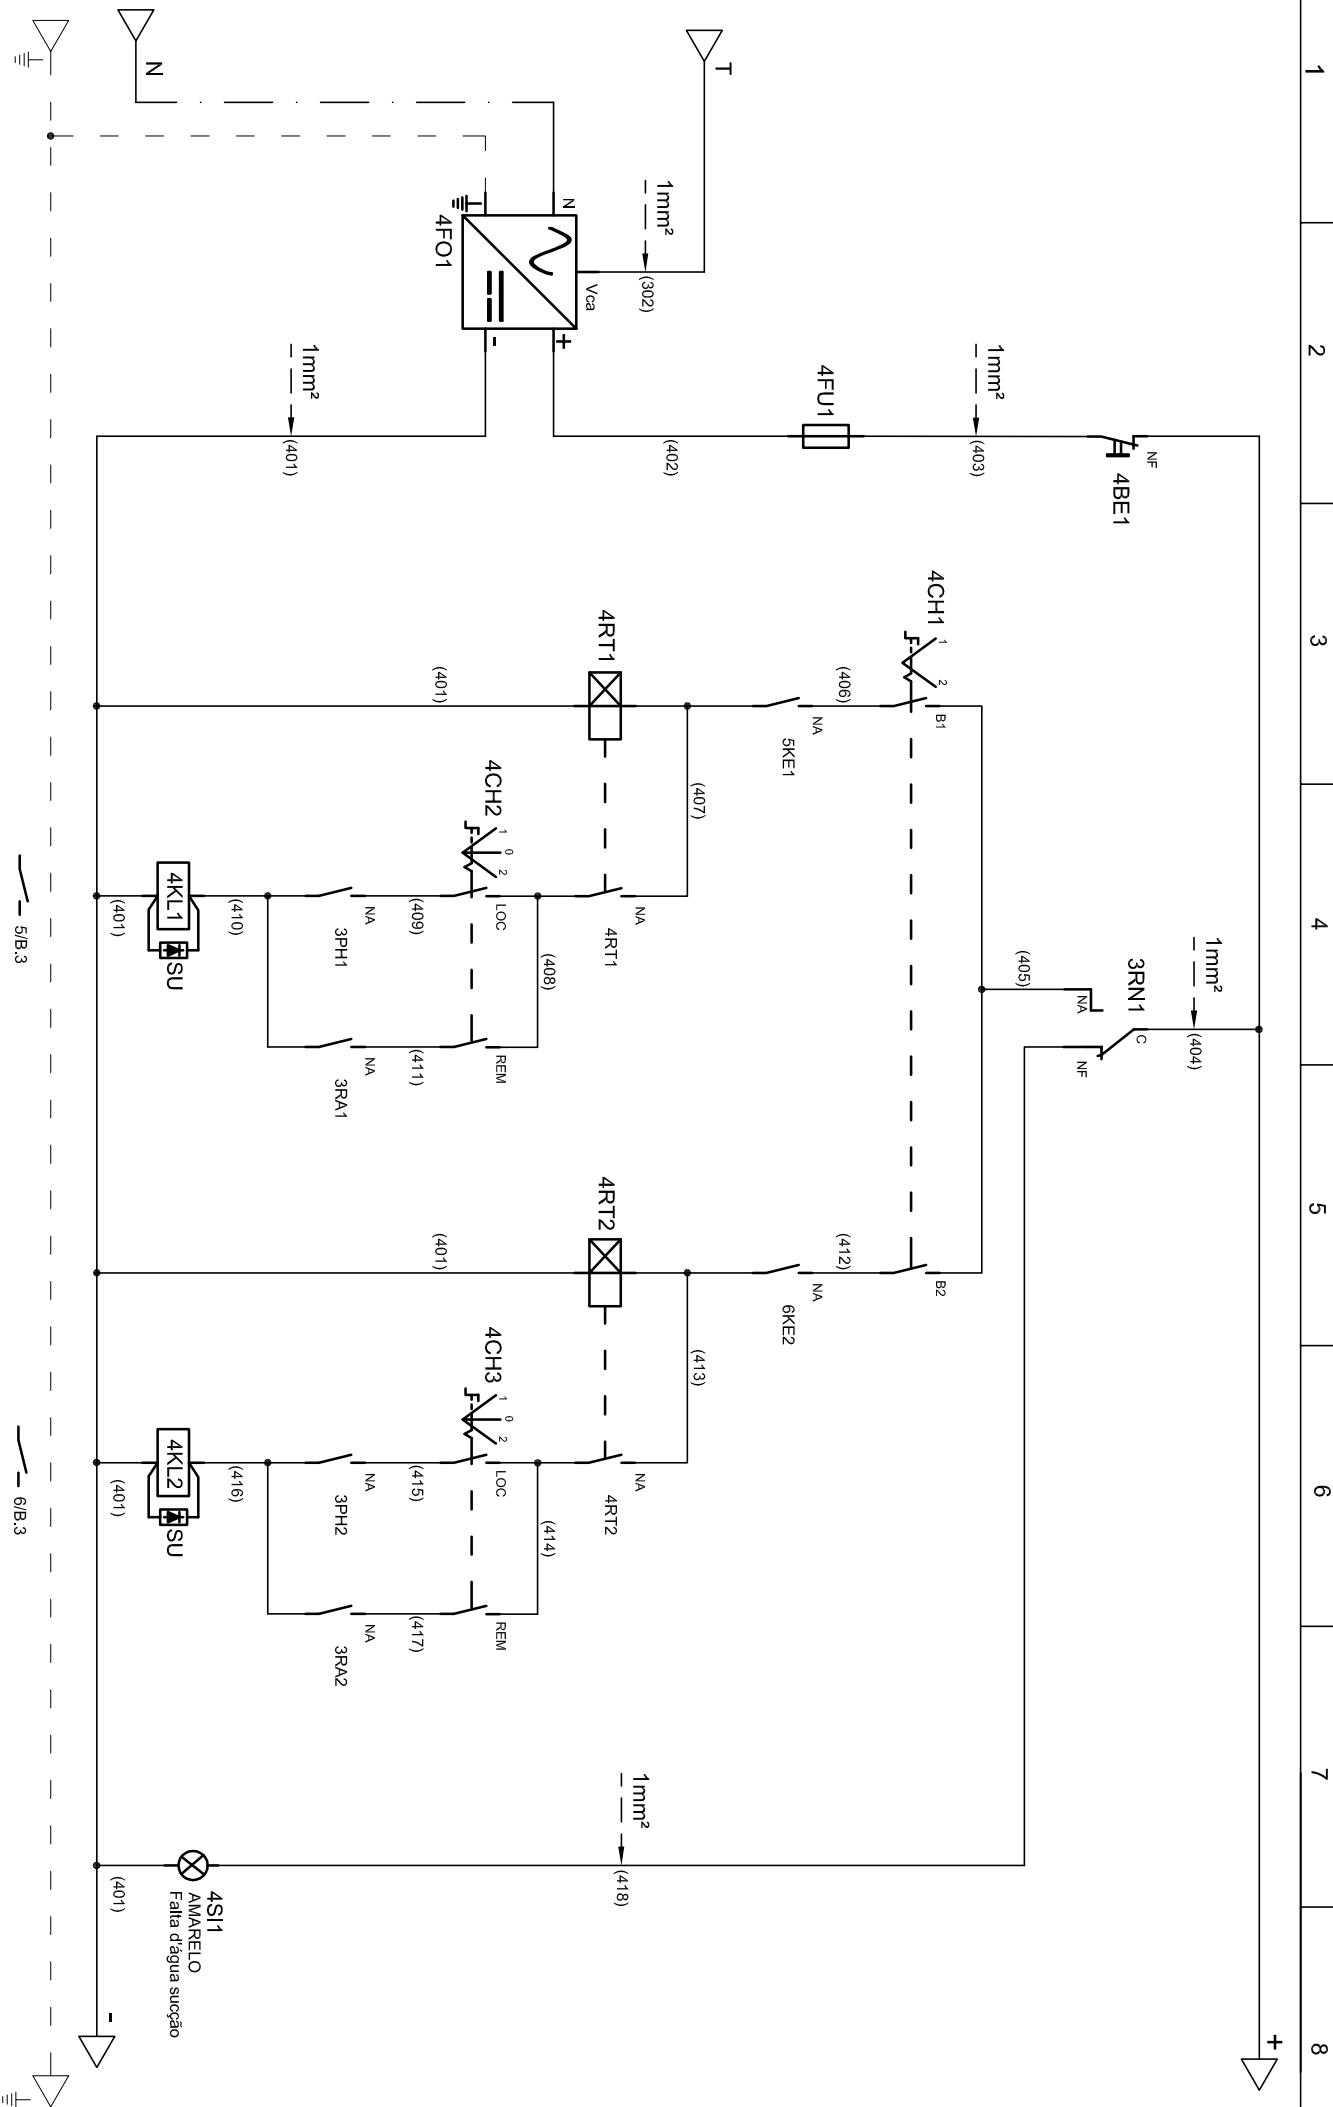 1
2
3
4
5
6
7
8
+
T
N
N
Vca
4FO1
+
-
1mm²
(302)
1mm²
(401)
(402)
4FU1
1mm²
(403)
NF
4BE1
1mm²
(404)
3RN1
C
NA
NF
(405)
4CH1
1
2
B1
B2
(406)
NA
5KE1
4RT1
(401)
(407)
NA
4RT1
(408)
4CH2
1
0
2
LOC
REM
(409)
(411)
NA
3PH1
NA
3RA1
(410)
4KL1
SU
(401)
5/B.3
(412)
NA
6KE2
4RT2
(401)
(413)
NA
4RT2
(414)
4CH3
1
0
2
LOC
REM
(415)
(417)
NA
3PH2
NA
3RA2
(416)
4KL2
SU
(401)
6/B.3
1mm²
(418)
4SI1
AMARELO
Falta d'água sucção
(401)
-